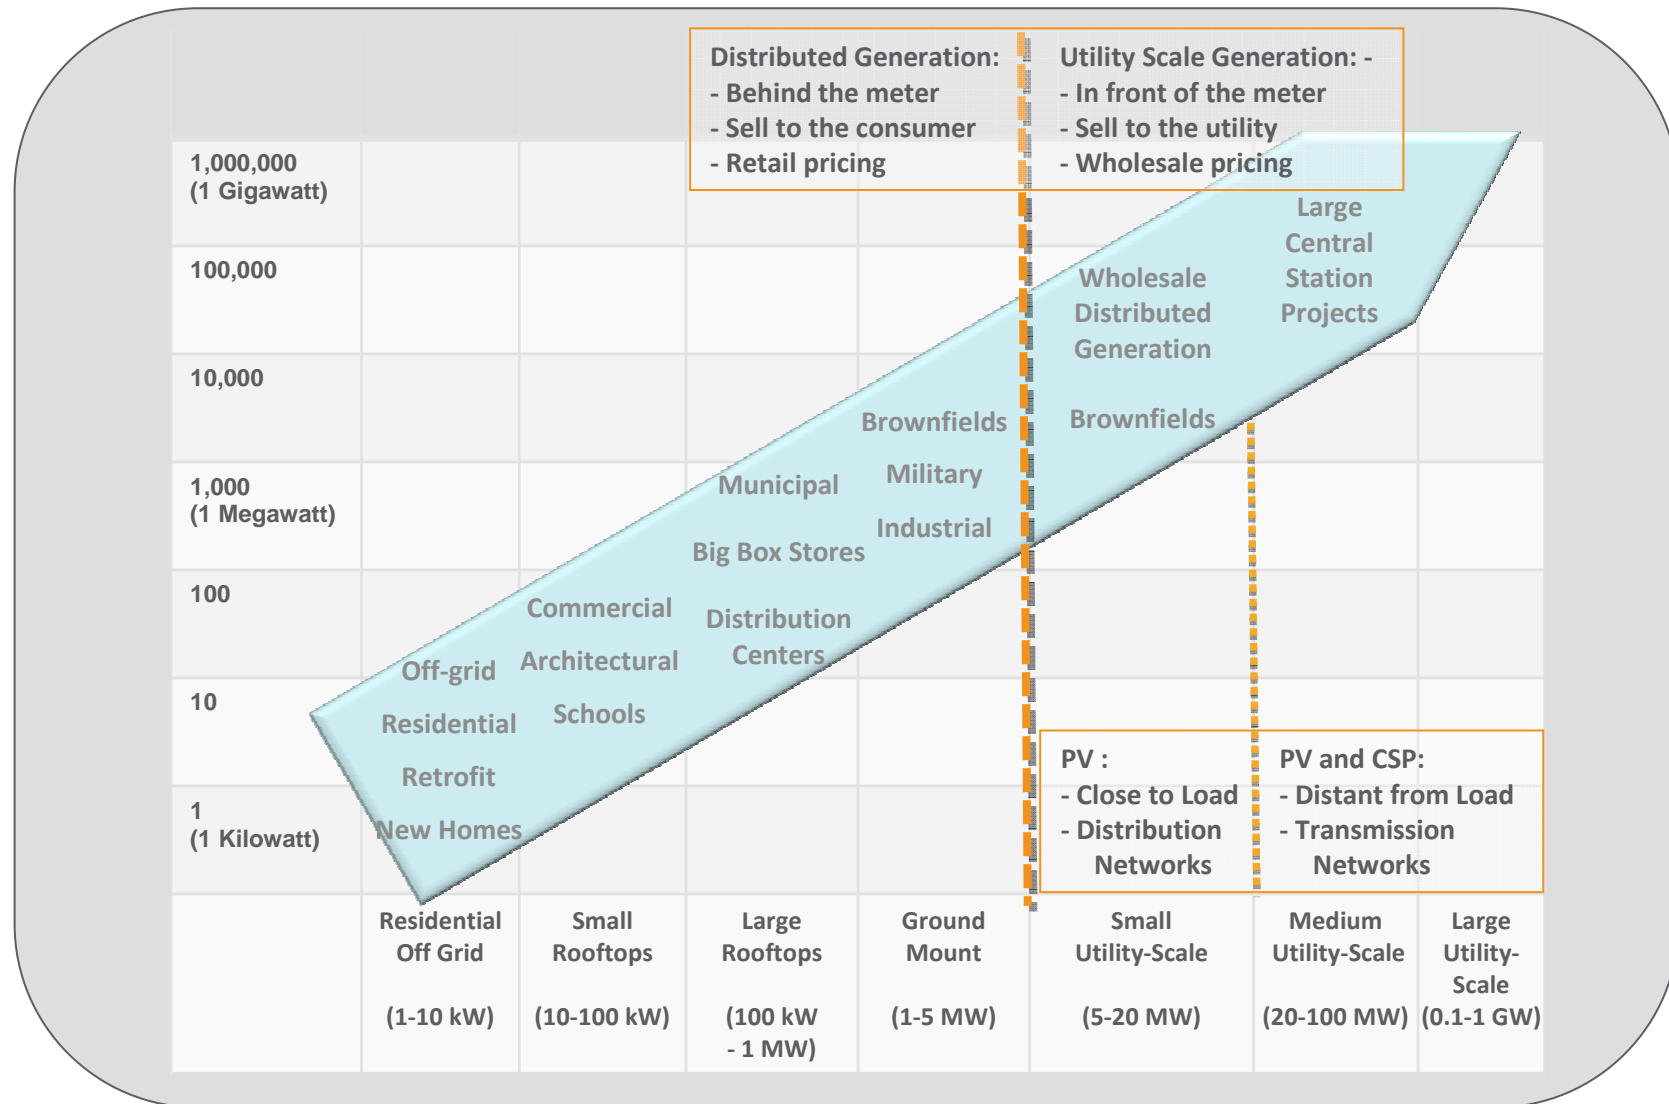 Distributed Generation:
- Behind the meter
- Sell to the consumer
- Retail pricing
Utility Scale Generation: -
- In front of the meter
- Sell to the utility
- Wholesale pricing
1,000,000
(1 Gigawatt)
100,000
10,000
1,000
(1 Megawatt)
100
10
1
(1 Kilowatt)
Off-grid
Residential
Retrofit
New Homes
Commercial
Architectural
Schools
Municipal
Big Box Stores
Distribution
Centers
Brownfields
Military
Industrial
Wholesale
Distributed
Generation
Brownfields
Large
Central
Station
Projects
PV :
- Close to Load
- Distribution
Networks
PV and CSP:
- Distant from Load
- Transmission
Networks
Residential
Off Grid
(1-10 kW)
Small
Rooftops
(10-100 kW)
Large
Rooftops
(100 kW
- 1 MW)
Ground
Mount
(1-5 MW)
Small
Utility-Scale
(5-20 MW)
Medium
Utility-Scale
(20-100 MW)
Large
Utility-
Scale
(0.1-1 GW)